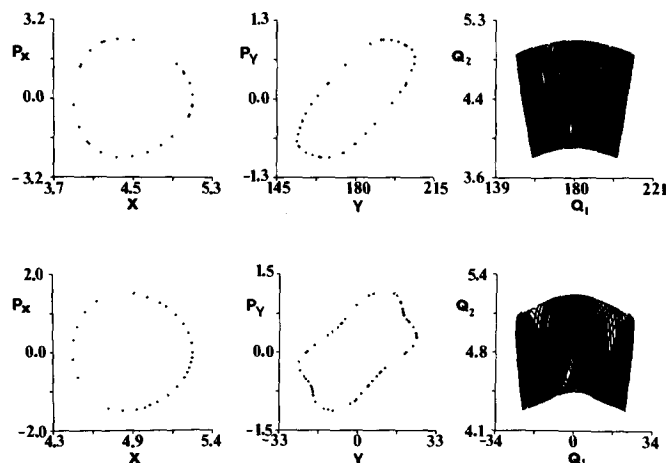 3.2
Px
0.0
-3.2
3.7 4.5 5.3
X
1.3
PY
0.0
-1.3
145 180 215
Y
5.3
Q2
4.4
3.6
139 180 221
Q1
2.0
Px
0.0
-2.0
4.3 4.9 5.4
X
1.5
PY
0.0
-1.5
-33 0 33
Y
5.4
Q2
4.8
4.1
-34 0 34
Q1